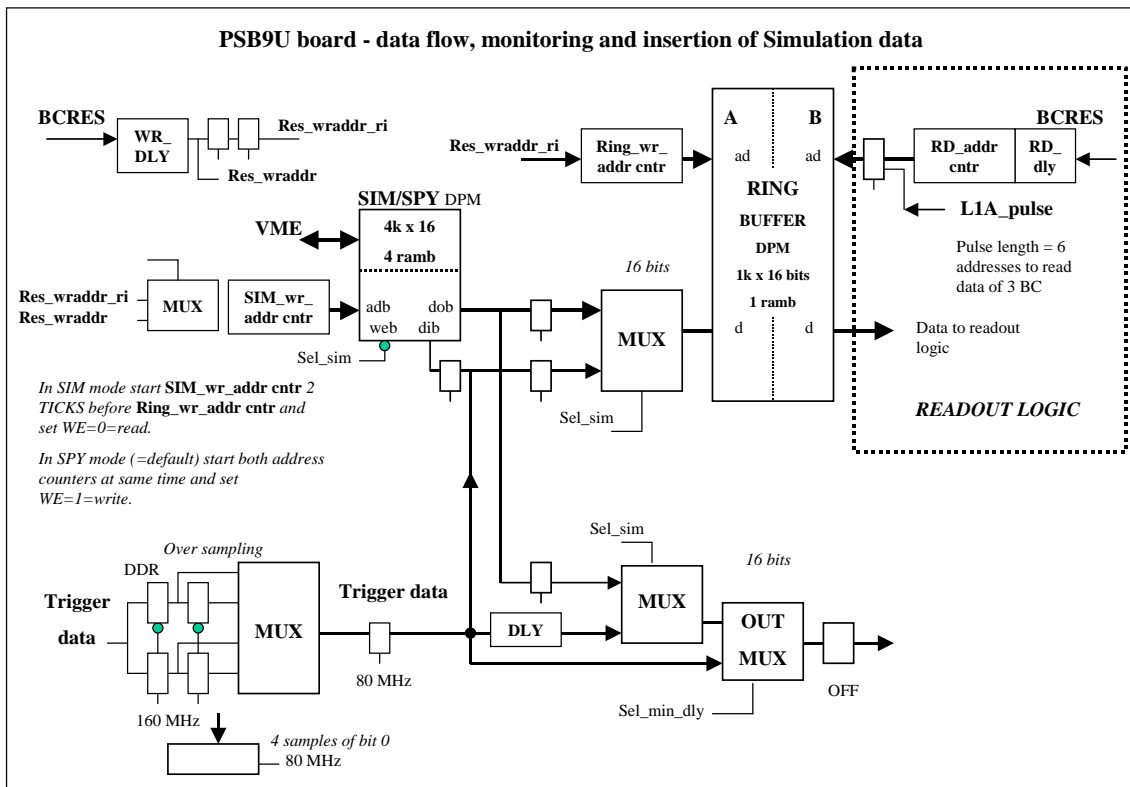 PSB9U board - data flow, monitoring and insertion of Simulation data
BCRES
WR_
DLY
Res_wraddr_ri
Res_wraddr
Res_wraddr_ri
Ring_wr_
addr cntr
A
B
ad
ad
RING
BUFFER
DPM
1k x 16 bits
1 ramb
d
d
BCRES
RD_addr
cntr
RD_
dly
L1A_pulse
Pulse length = 6
addresses to read
data of 3 BC
Data to readout
logic
READOUT LOGIC
SIM/SPY DPM
VME
4k x 16
4 ramb
adb
dob
web
dib
Sel_sim
Res_wraddr_ri
Res_wraddr
MUX
SIM_wr_
addr cntr
16 bits
MUX
Sel_sim
In SIM mode start SIM_wr_addr cntr 2
TICKS before Ring_wr_addr cntr and
set WE=0=read.
In SPY mode (=default) start both address
counters at same time and set
WE=1=write.
Over sampling
DDR
Trigger
data
MUX
160 MHz
4 samples of bit 0
80 MHz
Trigger data
80 MHz
DLY
Sel_sim
MUX
16 bits
OUT
MUX
Sel_min_dly
OFF